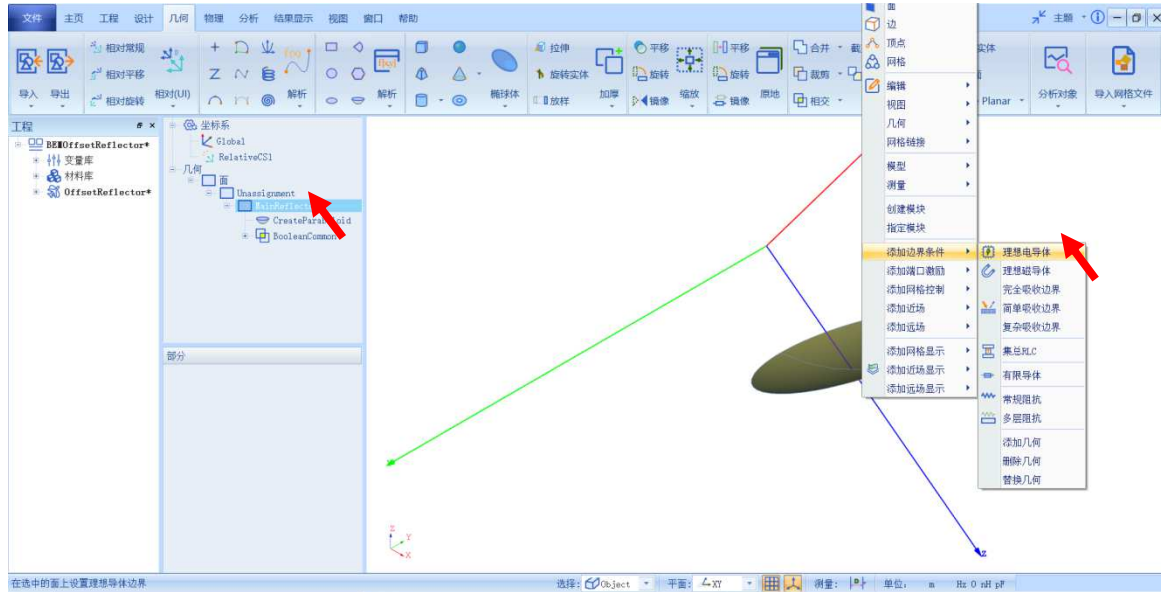 文件 主页 工程 设计 几何 物理 分析 结果显示 视图 窗口 帮助
主题
导入 导出
相对常规
相对平移
相对旋转
相对(UI)
解析
解析
椭球体
拉伸
旋转实体
放样
加厚
平移
旋转
镜像
缩放
平移
旋转
镜像
原地
合并
裁剪
相交
实体
Planar
分析对象
导入网格文件
工程
BEMOffsetReflector*
变量库
材料库
OffsetReflector*
坐标系
Global
RelativeCS1
几何
面
Unassignment
MainReflect
CreatePar
loid
BooleanCommon
部分
面
边
顶点
网格
编辑
视图
几何
网格链接
模型
测量
创建模块
指定模块
添加边界条件
添加端口激励
添加网格控制
添加近场
添加远场
添加网格显示
添加近场显示
添加远场显示
理想电导体
理想磁导体
完全吸收边界
简单吸收边界
复杂吸收边界
集总RLC
有限导体
常规阻抗
多层阻抗
添加几何
删除几何
替换几何
Z
Y
X
Z
在选中的面上设置理想导体边界
选择: Object 平面: XY 测量: 单位: m Hz O nH pF